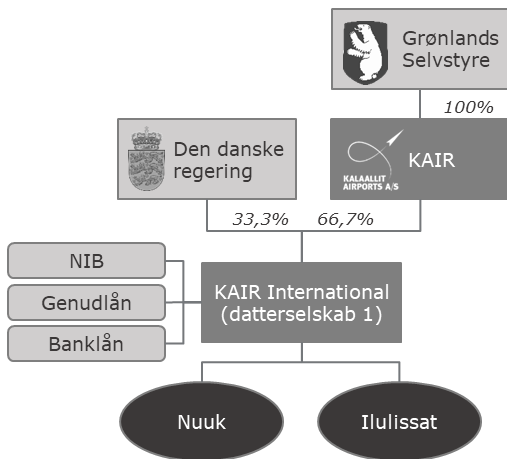 Grønlands
Selvstyre
100%
Den danske
regering
KALAALLIT
AIRPORTS A/S
KAIR
33,3%
66,7%
NIB
Genudlån
Banklån
KAIR International
(datterselskab 1)
Nuuk
Ilulissat